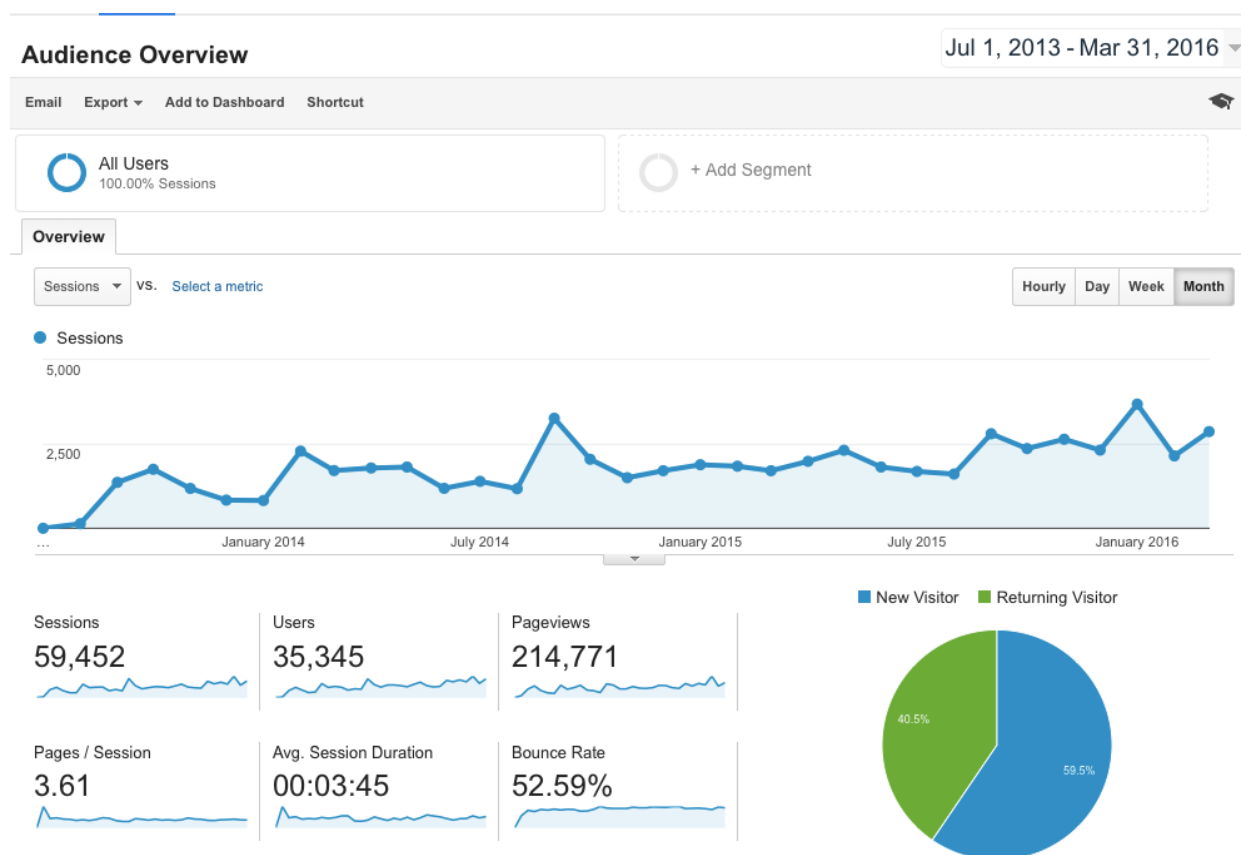 Audience Overview
Jul 1, 2013 - Mar 31, 2016
Email Export Add to Dashboard Shortcut
All Users
100.00% Sessions
+ Add Segment
Overview
Sessions vs. Select a metric
Hourly Day Week Month
Sessions
5,000
2,500
... January 2014 July 2014 January 2015 July 2015 January 2016
New Visitor Returning Visitor
Sessions Users Pageviews
59,452 35,345 214,771
40.5%
59.5%
Pages / Session Avg. Session Duration Bounce Rate
3.61 00:03:45 52.59%